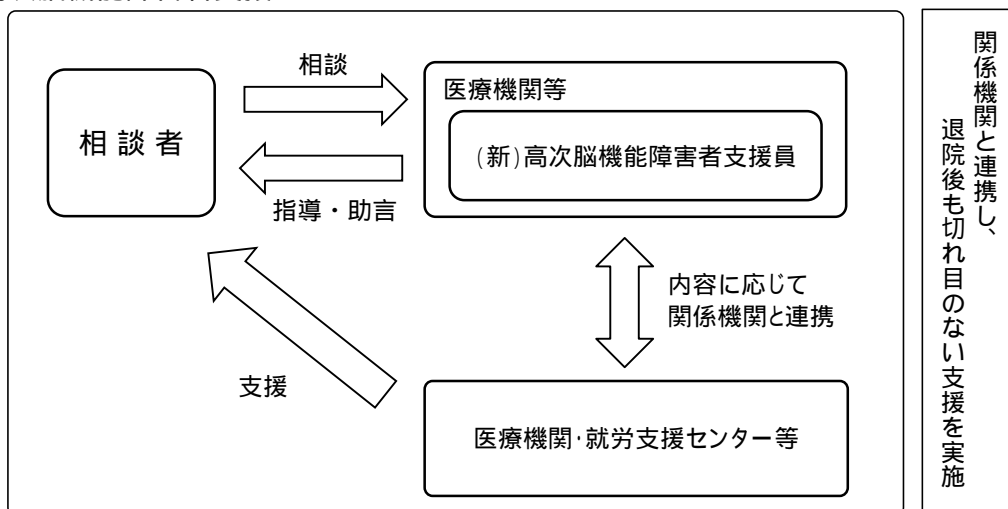 相談
医療機関等
相談者
(新)高次脳機能障害者支援員
指導・助言
内容に応じて
関係機関と連携
支援
医療機関・就労支援センター等
関係機関と連携し、
退院後も切れ目のない支援を実施